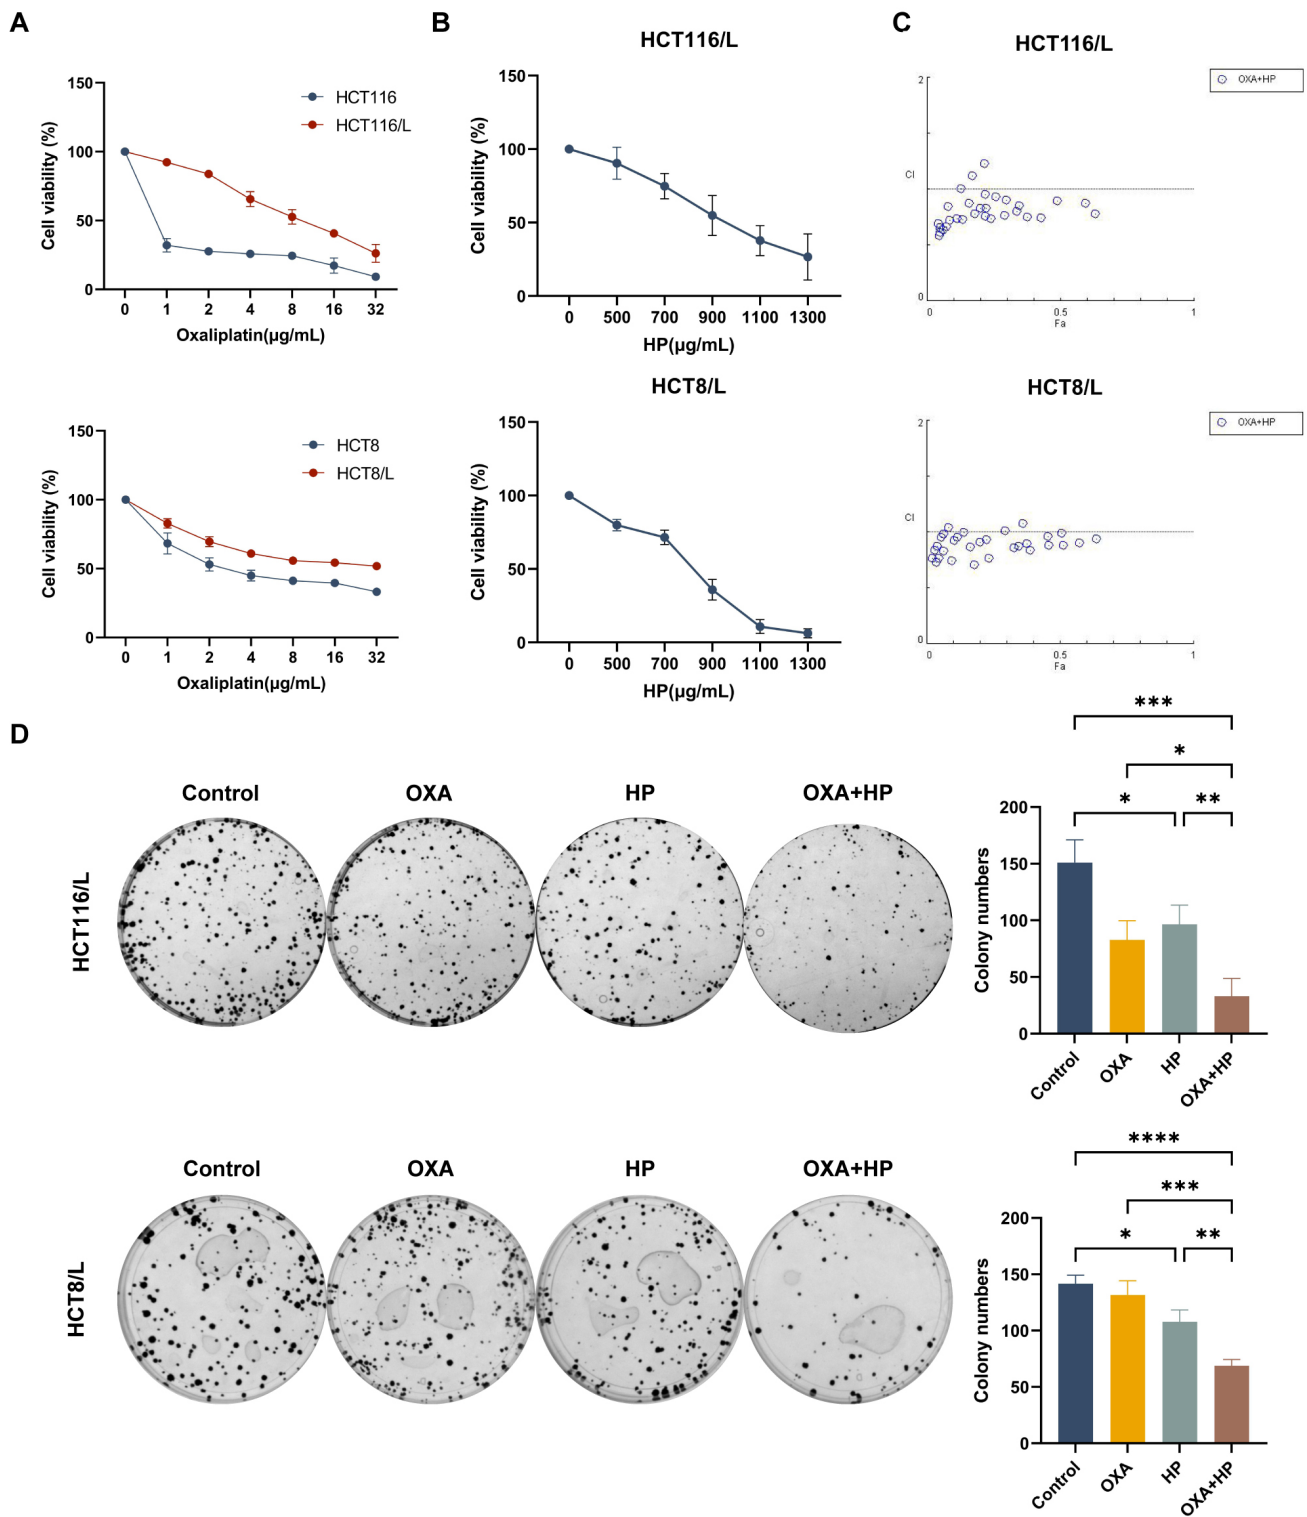 A
HCT116
HCT116/L
Cell viability (%)
150
100
50
0
0 1 2 4 8 16 32
Oxaliplatin(µg/mL)
HCT8
HCT8/L
Cell viability (%)
150
100
50
0
0 1 2 4 8 16 32
Oxaliplatin(µg/mL)
B
HCT116/L
Cell viability (%)
150
100
50
0
0 500 700 900 1100 1300
HP(µg/mL)
HCT8/L
Cell viability (%)
150
100
50
0
0 500 700 900 1100 1300
HP(µg/mL)
C
HCT116/L
OXA+HP
2
CI
0
0 0.5 1
Fa
HCT8/L
OXA+HP
2
CI
0
0 0.5 1
Fa
D
Control OXA HP OXA+HP
HCT116/L
***
*
* **
Colony numbers
200
150
100
50
0
Control OXA HP OXA+HP
Control OXA HP OXA+HP
HCT8/L
****
***
* **
Colony numbers
200
150
100
50
0
Control OXA HP OXA+HP